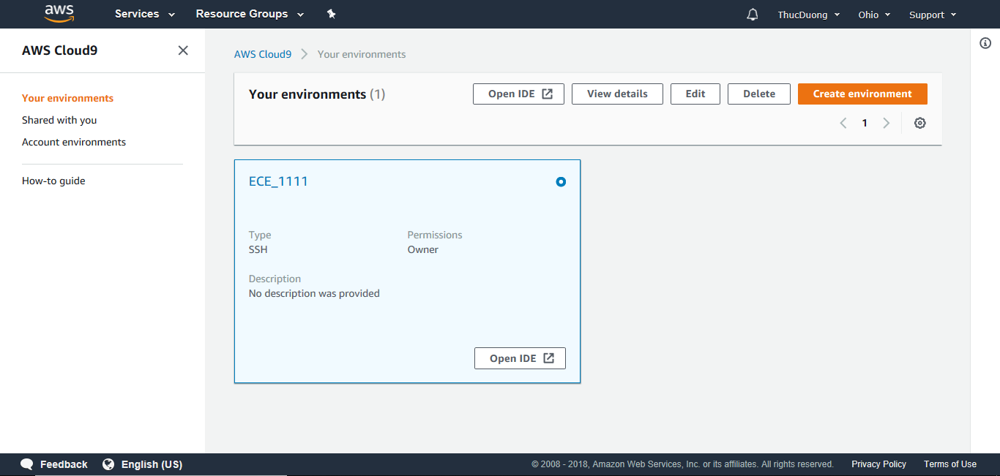 aws Services Resource Groups ThucDuong Ohio Support
AWS Cloud9
Your environments
Shared with you
Account environments
How-to guide
AWS Cloud9 > Your environments
Your environments (1) Open IDE View details Edit Delete Create environment
< 1 >
ECE_1111
Type Permissions
SSH Owner
Description
No description was provided
Open IDE
Feedback English (US) © 2008 - 2018, Amazon Web Services, Inc. or its affiliates. All rights reserved. Privacy Policy Terms of Use